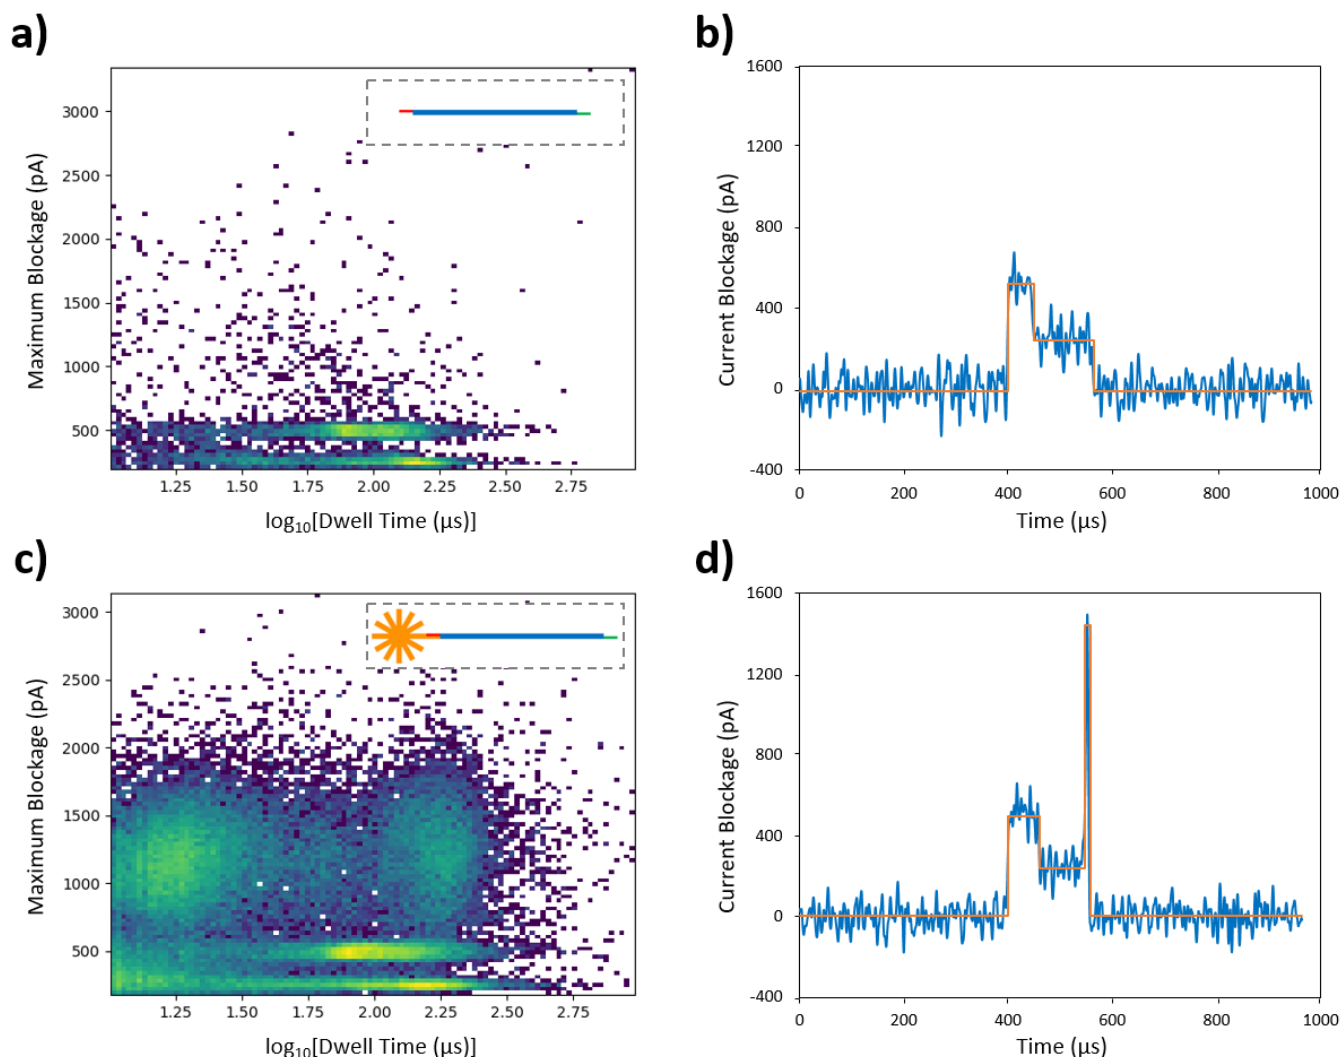 a)
Maximum Blockage (pA)
3000
2500
2000
1500
1000
500
1.25 1.50 1.75 2.00 2.25 2.50 2.75
log₁₀[Dwell Time (µs)]
b)
Current Blockage (pA)
1600
1200
800
400
0
-400
0 200 400 600 800 1000
Time (µs)
c)
Maximum Blockage (pA)
3000
2500
2000
1500
1000
500
1.25 1.50 1.75 2.00 2.25 2.50 2.75
log₁₀[Dwell Time (µs)]
d)
Current Blockage (pA)
1600
1200
800
400
0
-400
0 200 400 600 800 1000
Time (µs)